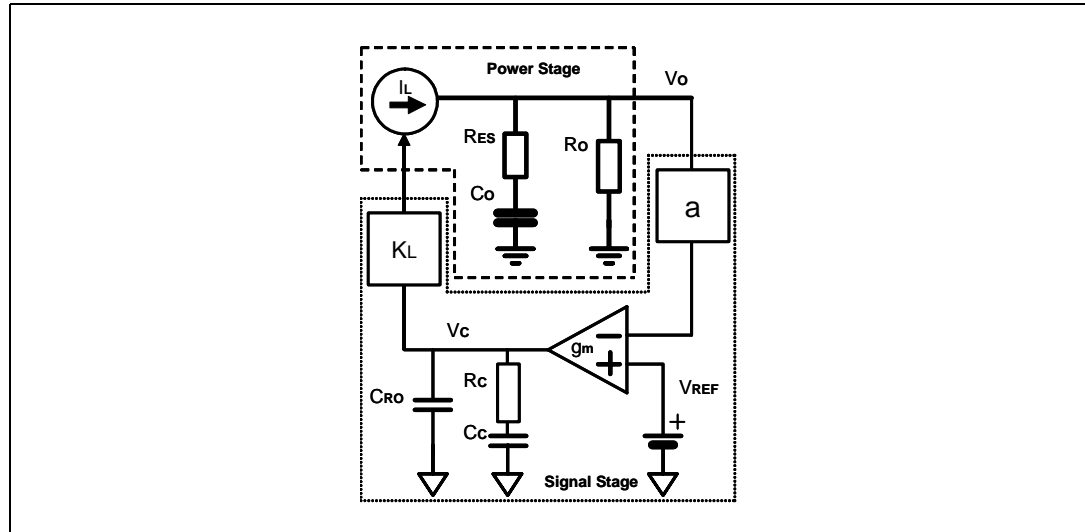 Power Stage
IL
VO
RES
RO
CO
a
KL
VC
gm
RC
VREF
CRO
CC
Signal Stage